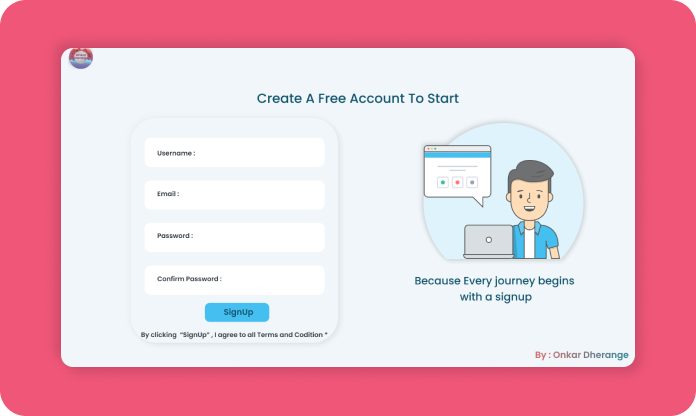 Create A Free Account To Start
Username :
Email :
Password :
Confirm Password :
SignUp
By clicking "SignUp" , I agree to all Terms and Codition *
Because Every journey begins
with a signup
By : Onkar Dherange